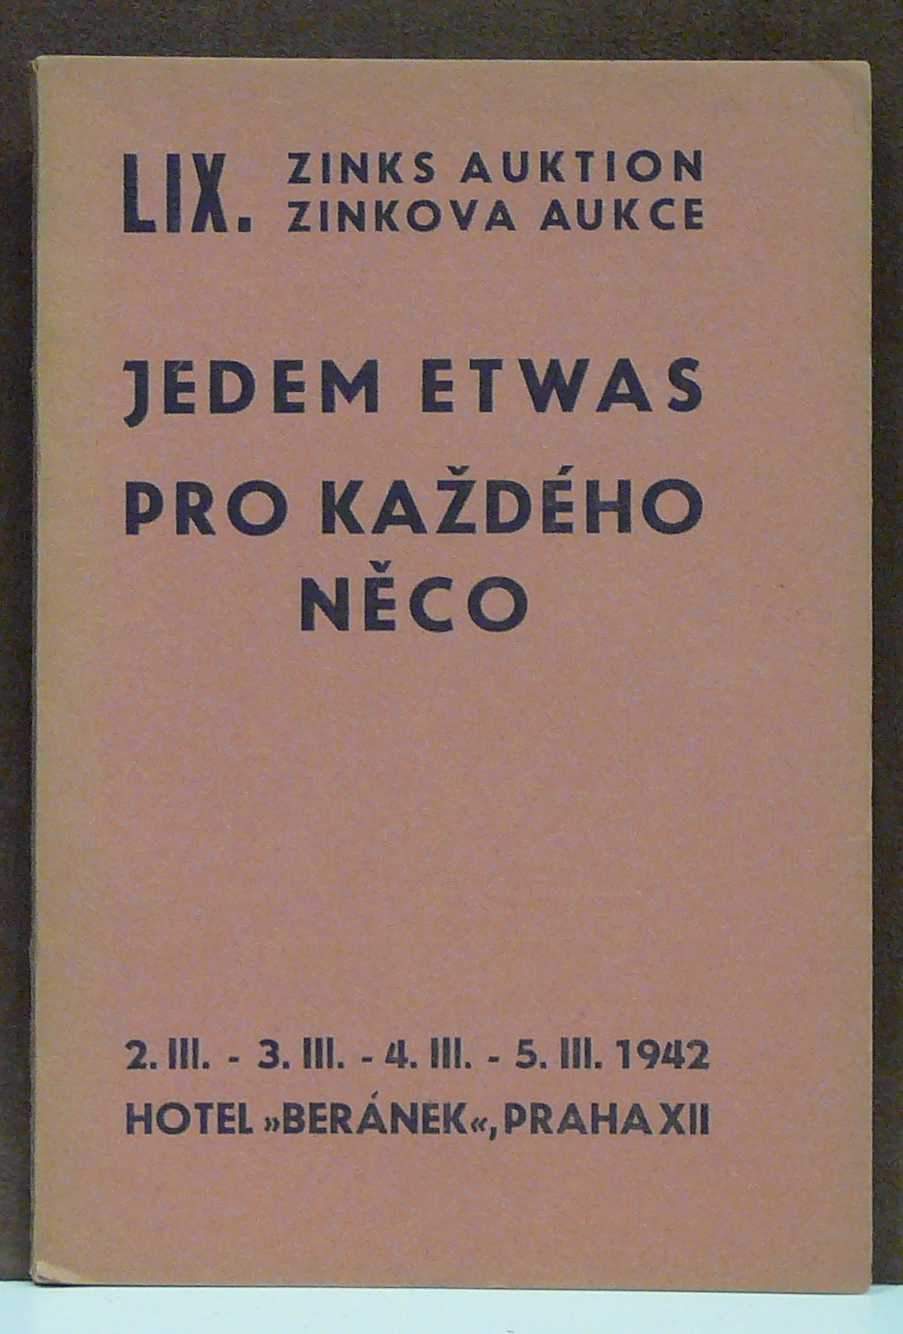 LIX. ZINKS AUKTION
ZINKOVA AUKCE
JEDEM ETWAS
PRO KAŽDÉHO
NĚCO
2. III. - 3. III. - 4. III. - 5. III. 1942
HOTEL »BERÁNEK«, PRAHA XII